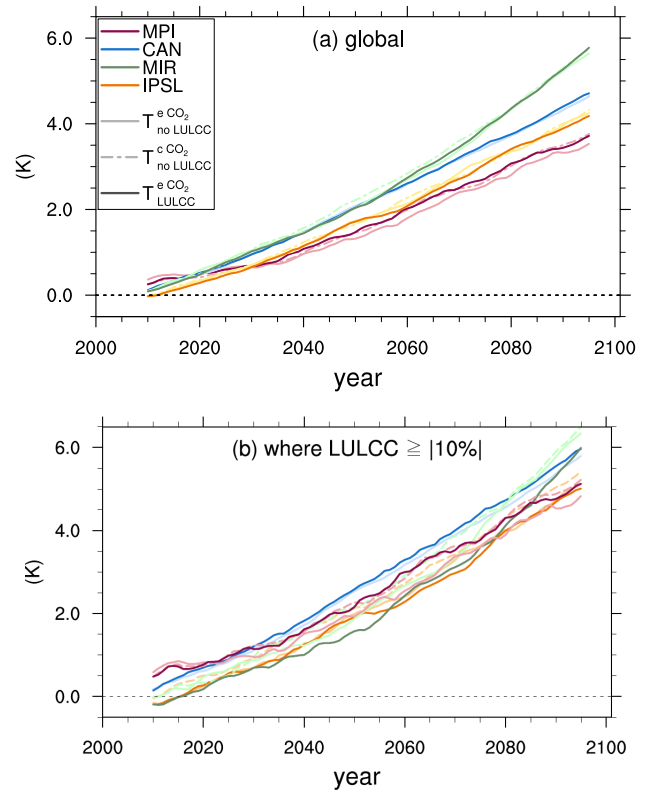 (a) global
MPI
CAN
MIR
IPSL
T e CO2 no LULCC
T c CO2 no LULCC
T e CO2 LULCC
6.0
4.0
2.0
0.0
(K)
2000 2020 2040 2060 2080 2100
year
(b) where LULCC ≧ |10%|
6.0
4.0
2.0
0.0
(K)
2000 2020 2040 2060 2080 2100
year